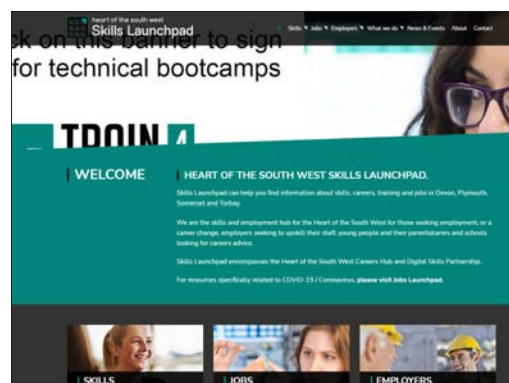 heart of the south west
Skills Launchpad
Skills Jobs Employers What we do News & Events About Contact
on this banner to sign
for technical bootcamps
TRAIN 4
WELCOME
HEART OF THE SOUTH WEST SKILLS LAUNCHPAD.
Skills Launchpad can help you find information about skills, careers, training and jobs in Devon, Plymouth,
Somerset and Torbay.
We are the skills and employment hub for the Heart of the South West for those seeking employment, or a
career change, employers seeking to upskill their staff, young people and their parents/carers and schools
looking for careers advice.
Skills Launchpad encompasses the Heart of the South West Careers Hub and Digital Skills Partnership.
For resources specifically related to COVID-19 / Coronavirus, please visit Jobs Launchpad.
SKILLS
JOBS
EMPLOYERS